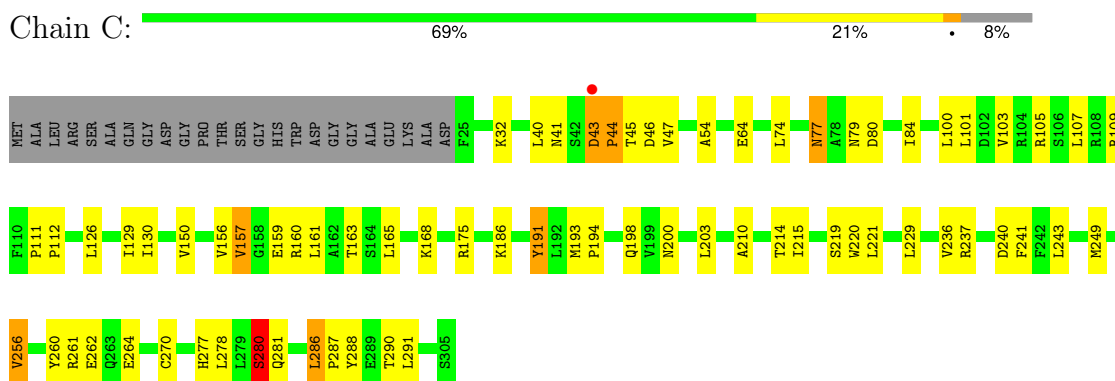 Chain C:
69% 21% • 8%
MET ALA LEU ARG SER ALA GLN GLY ASP GLY PRO THR SER GLY HIS TRP ASP GLY GLY ALA GLU LYS ALA ASP F25 K32 L40 N41 S42 D43 P44 T45 D46 V47 A54 E64 L74 N77 A78 N79 D80 I84 L100 L101 D102 V103 R104 R105 S106 L107 R108 R109
F110 P111 P112 L126 I129 I130 V150 V156 V157 G158 E159 R160 L161 A162 T163 S164 L165 K168 R175 K186 Y191 L192 M193 P194 Q198 V199 N200 L203 A210 T214 I215 S219 W220 L221 L229 V236 R237 D240 F241 F242 L243 M249
V256 Y260 R261 E262 Q263 E264 C270 H277 L278 L279 S280 Q281 L286 P287 Y288 E289 T290 L291 S305